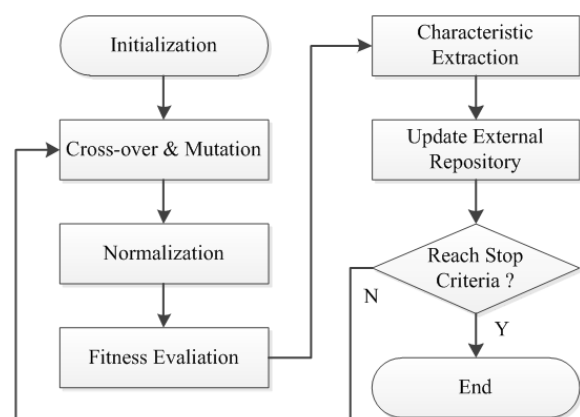 Initialization
Cross-over & Mutation
Normalization
Fitness Evaliation
Characteristic
Extraction
Update External
Repository
Reach Stop
Criteria ?
N
Y
End